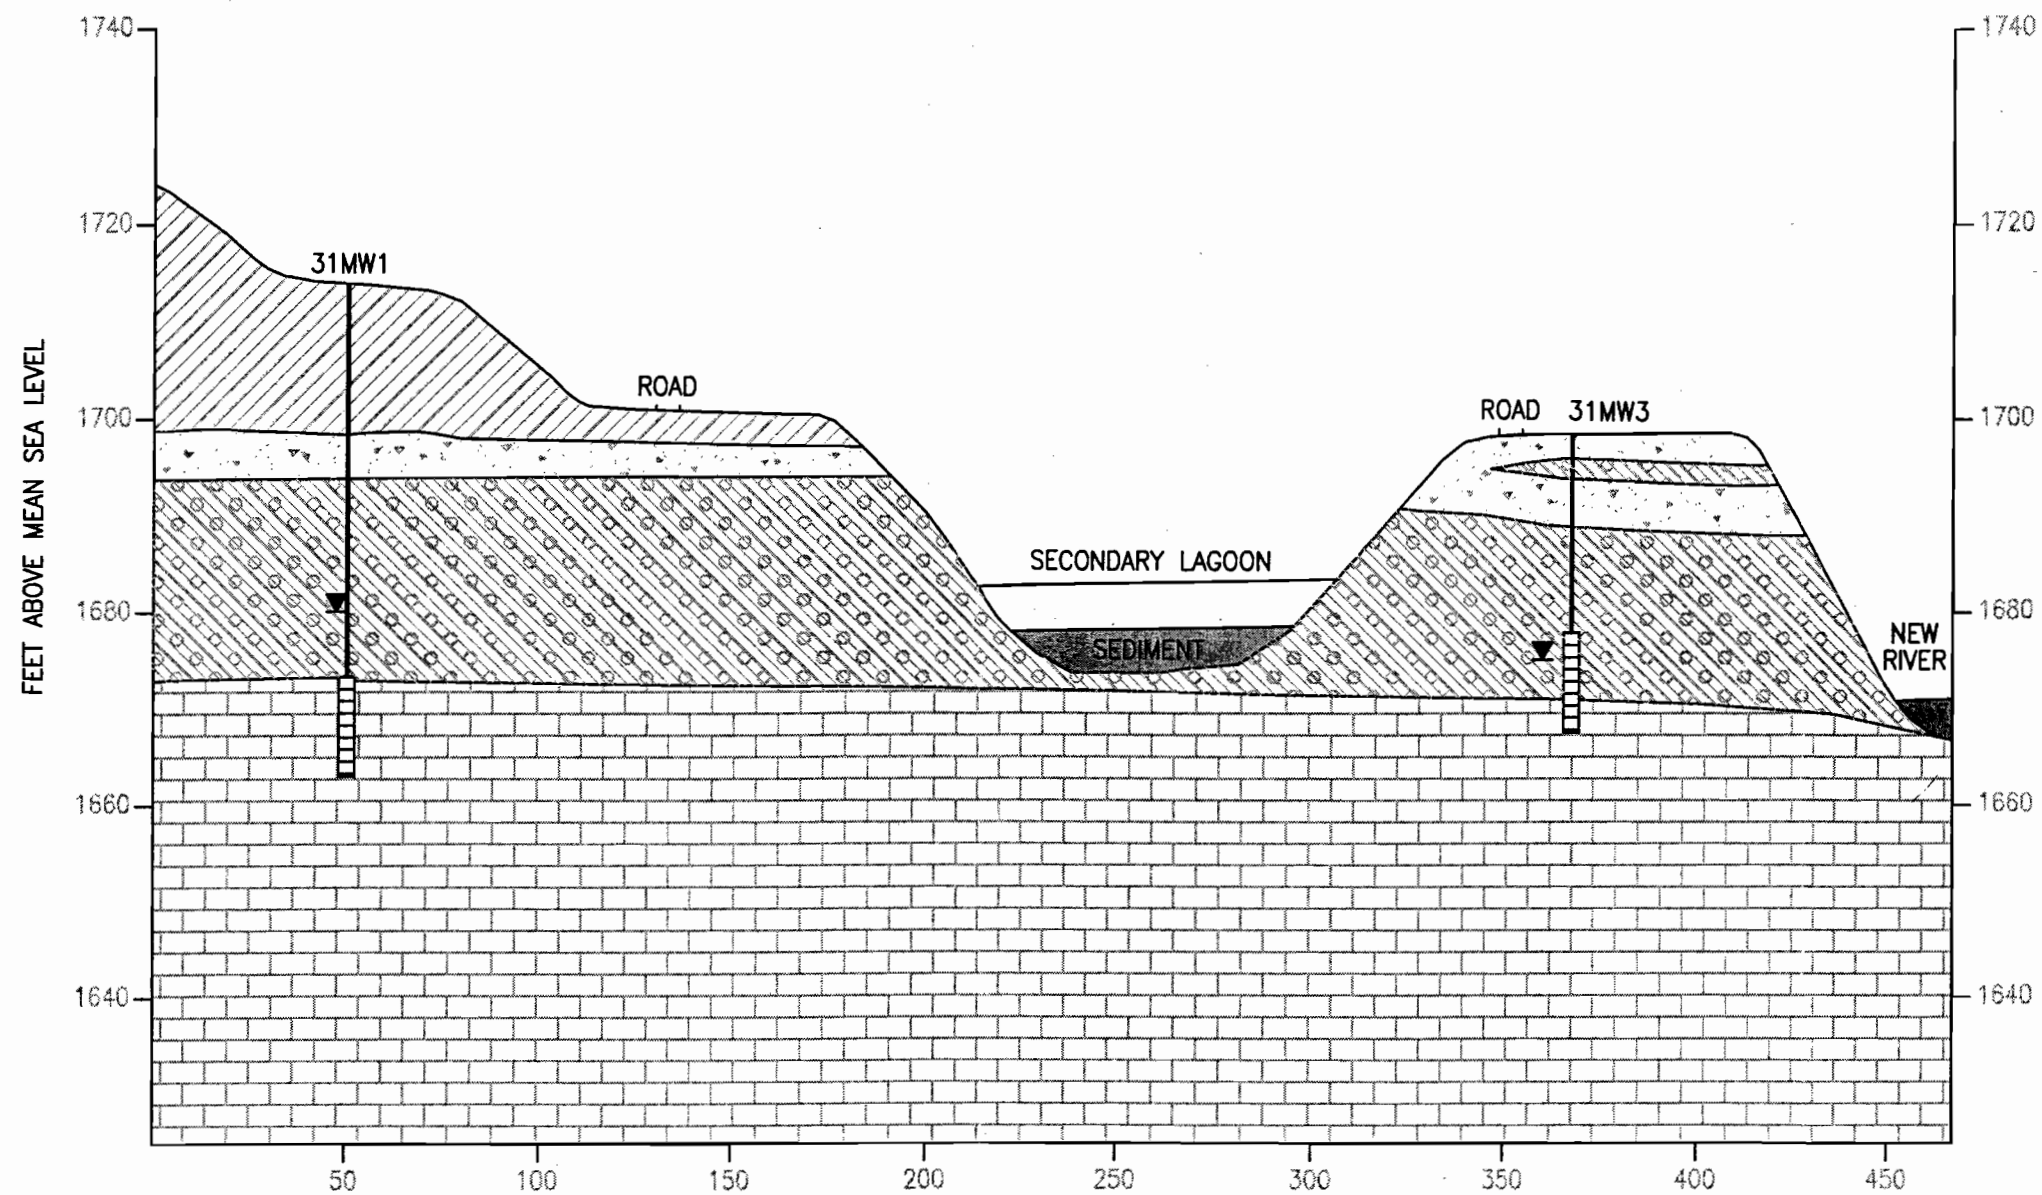 1740
1740
1720
1720
31MW1
ROAD
1700
ROAD 31MW3
1700
FEET ABOVE MEAN SEA LEVEL
SECONDARY LAGOON
1680
1680
SEDIMENT
NEW
RIVER
1660
1660
1640
1640
50
100
150
200
250
300
350
400
450